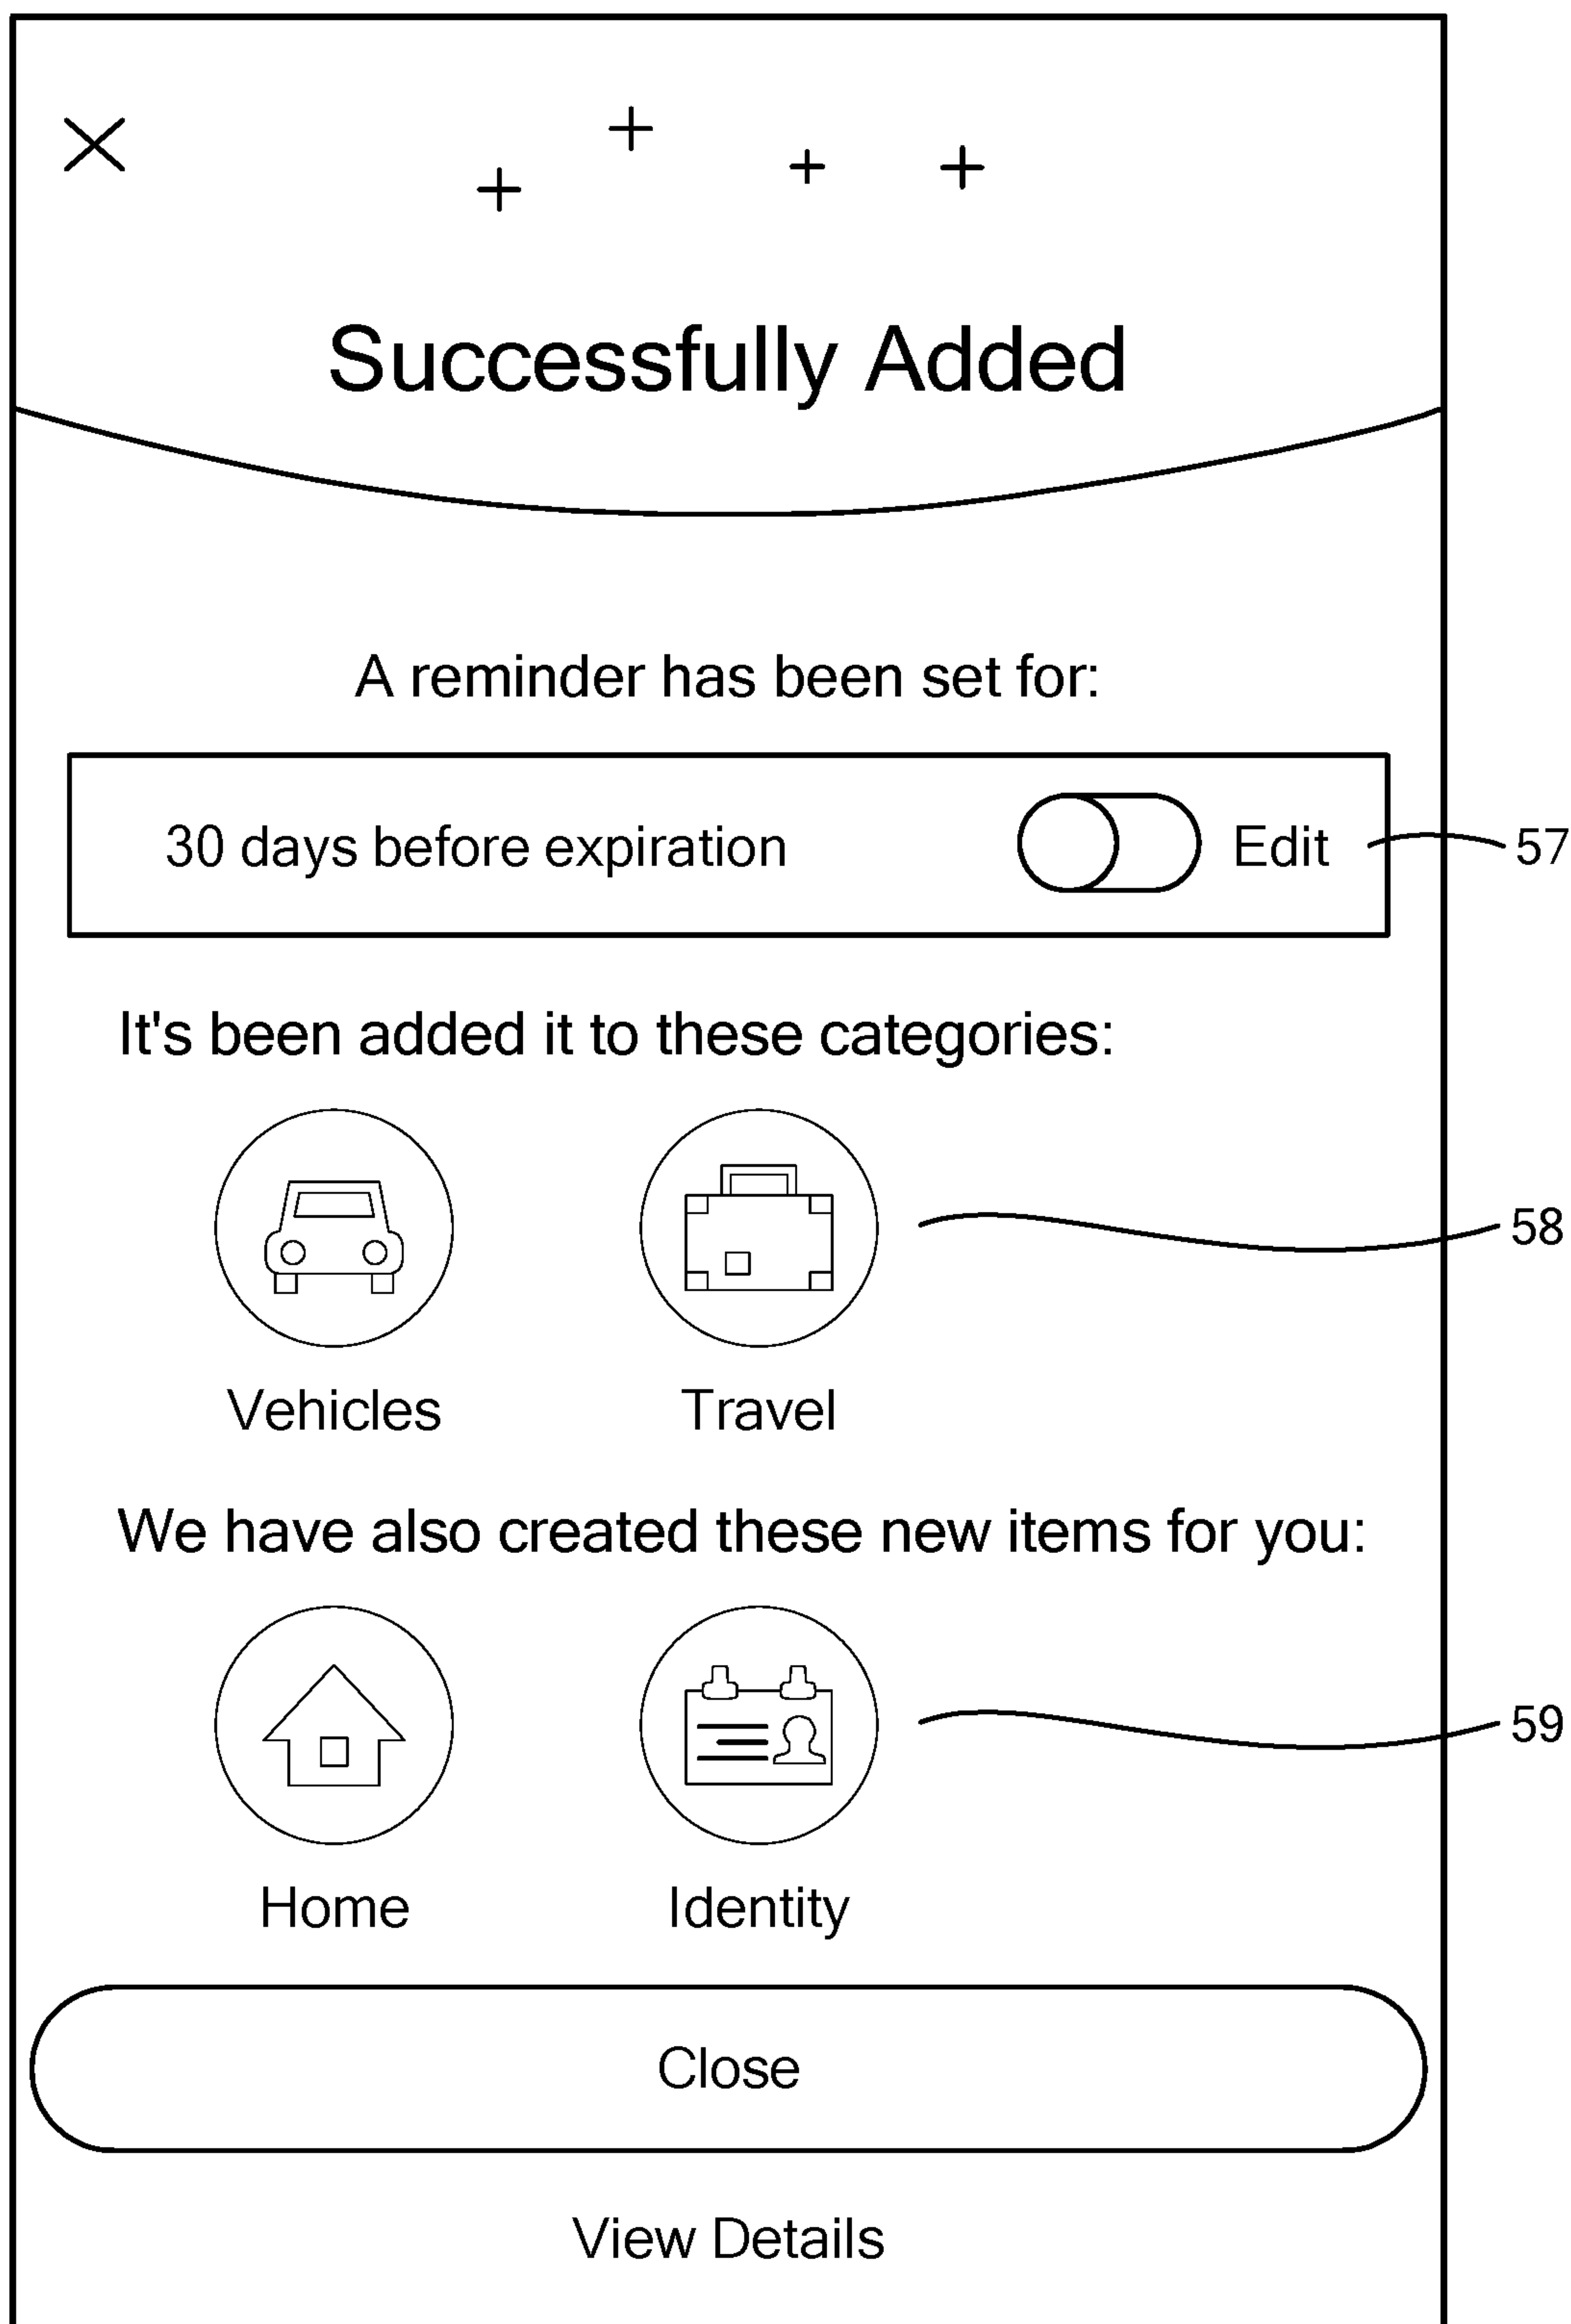 Successfully Added
A reminder has been set for:
30 days before expiration Edit 57
It's been added it to these categories:
58
Vehicles Travel
We have also created these new items for you:
59
Home Identity
Close
View Details